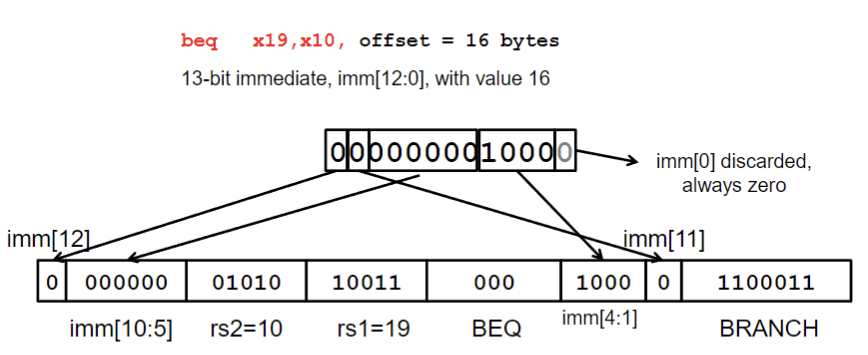 beq x19,x10, offset = 16 bytes
13-bit immediate, imm[12:0], with value 16
0 0 000000 1000 0
imm[0] discarded,
always zero
imm[12] imm[11]
0 000000 01010 10011 000 1000 0 1100011
imm[10:5] rs2=10 rs1=19 BEQ imm[4:1] BRANCH